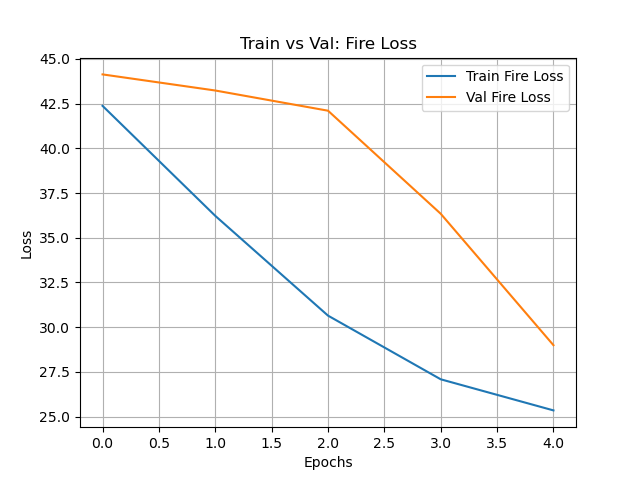 Train vs Val: Fire Loss
Train Fire Loss
Val Fire Loss
45.0
42.5
40.0
37.5
35.0
32.5
30.0
27.5
25.0
Loss
0.0 0.5 1.0 1.5 2.0 2.5 3.0 3.5 4.0
Epochs